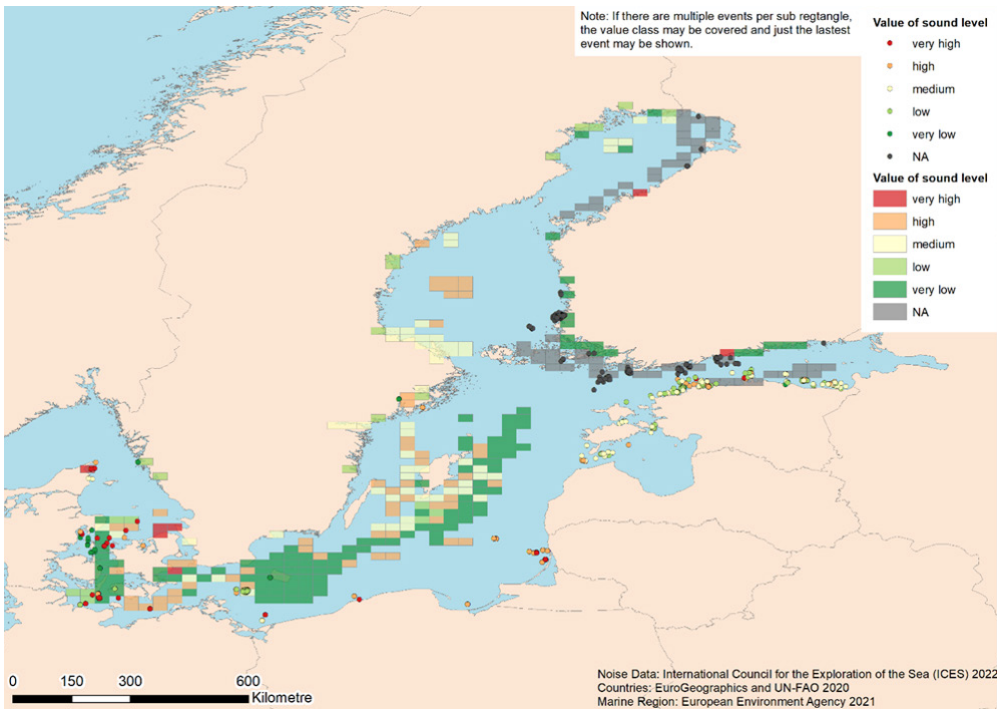 Note: If there are multiple events per sub regtangle,
the value class may be covered and just the lastest
event may be shown.
Value of sound level
very high
high
medium
low
very low
NA
Value of sound level
very high
high
medium
low
very low
NA
0 150 300 600
Kilometre
Noise Data: International Council for the Exploration of the Sea (ICES) 2022
Countries: EuroGeographics and UN-FAO 2020
Marine Region: European Environment Agency 2021